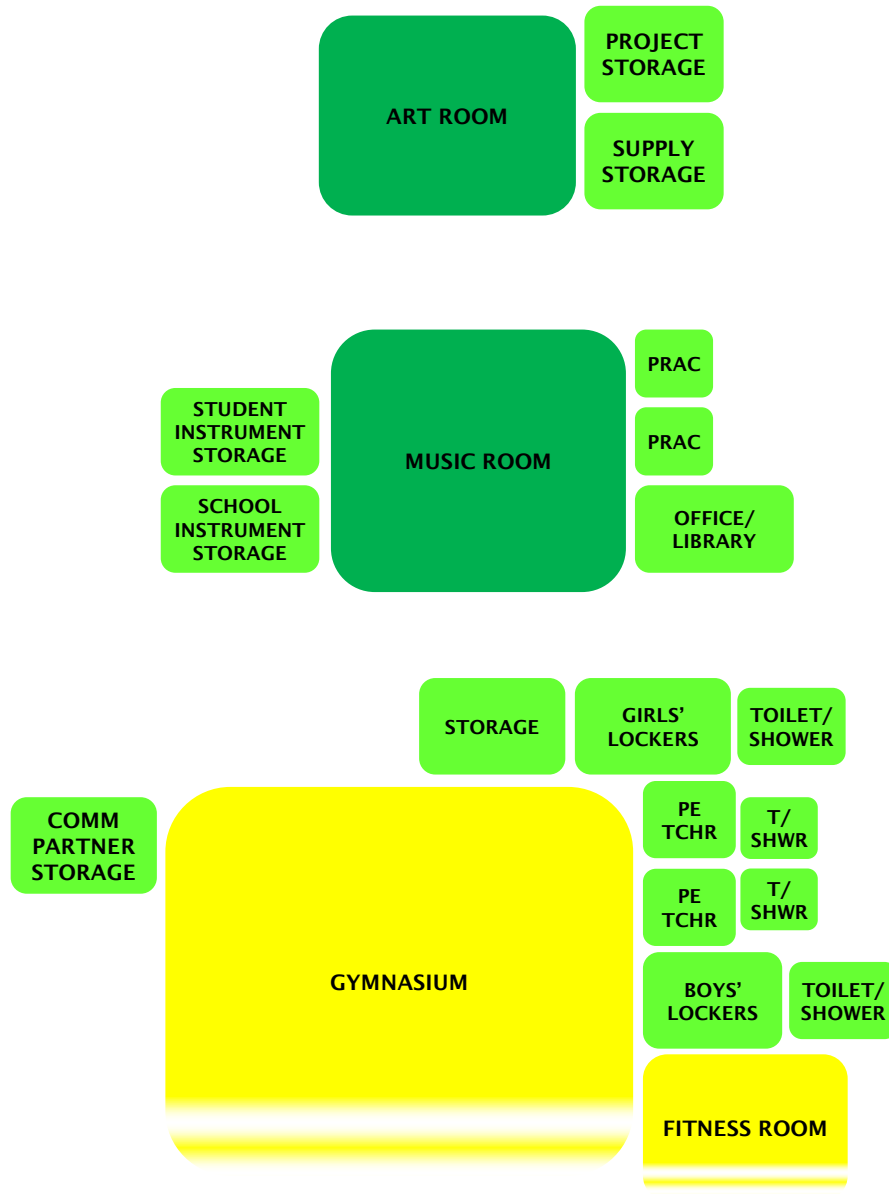 ART ROOM
PROJECT
STORAGE
SUPPLY
STORAGE
STUDENT
INSTRUMENT
STORAGE
SCHOOL
INSTRUMENT
STORAGE
MUSIC ROOM
PRAC
PRAC
OFFICE/
LIBRARY
STORAGE
GIRLS’
LOCKERS
TOILET/
SHOWER
COMM
PARTNER
STORAGE
GYMNASIUM
PE
TCHR
T/
SHWR
PE
TCHR
T/
SHWR
BOYS’
LOCKERS
TOILET/
SHOWER
FITNESS ROOM